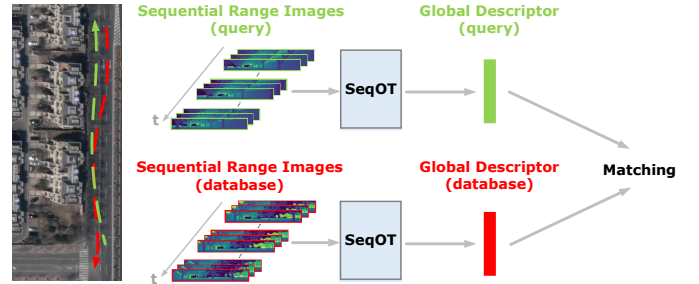 Sequential Range Images
(query)
Global Descriptor
(query)
t
SeqOT
Matching
Sequential Range Images
(database)
Global Descriptor
(database)
t
SeqOT